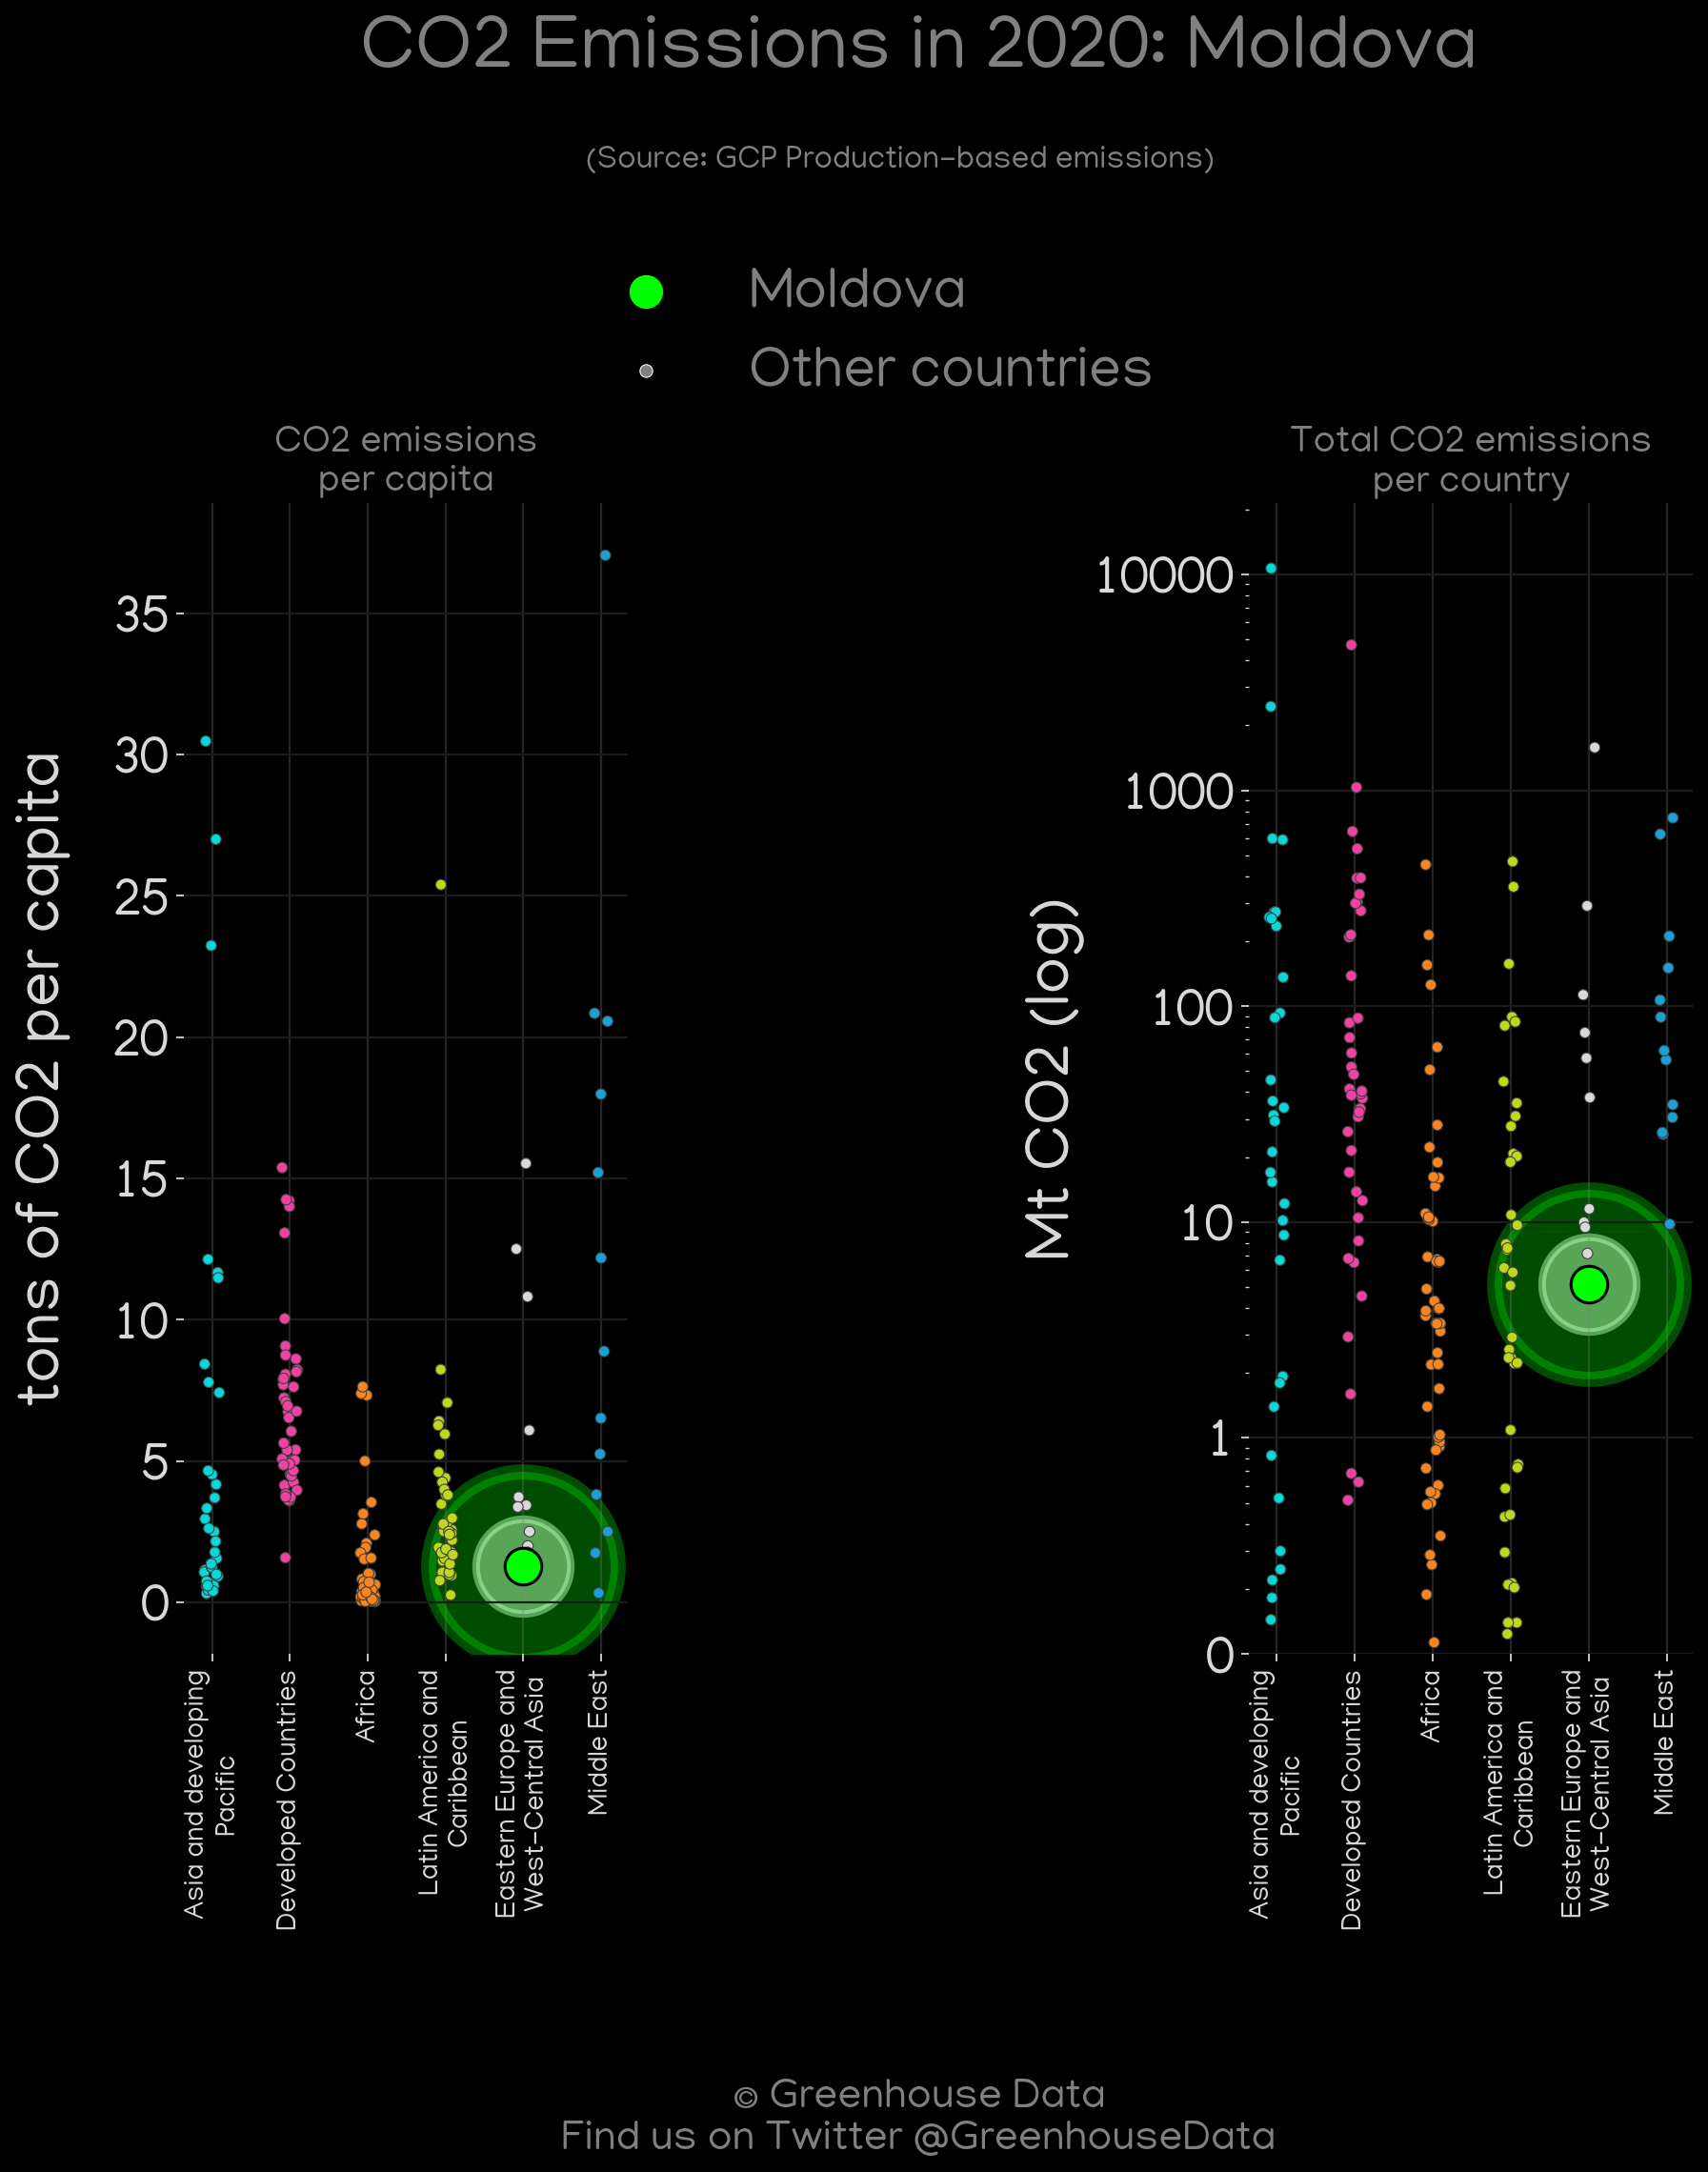 CO2 Emissions in 2020: Moldova
(Source: GCP Production-based emissions)
Moldova
Other countries
CO2 emissions
per capita
tons of CO2 per capita
35
30
25
20
15
10
5
0
Asia and developing
Pacific
Developed Countries
Africa
Latin America and
Caribbean
Eastern Europe and
West-Central Asia
Middle East
Total CO2 emissions
per country
Mt CO2 (log)
10000
1000
100
10
1
0
Asia and developing
Pacific
Developed Countries
Africa
Latin America and
Caribbean
Eastern Europe and
West-Central Asia
Middle East
© Greenhouse Data
Find us on Twitter @GreenhouseData